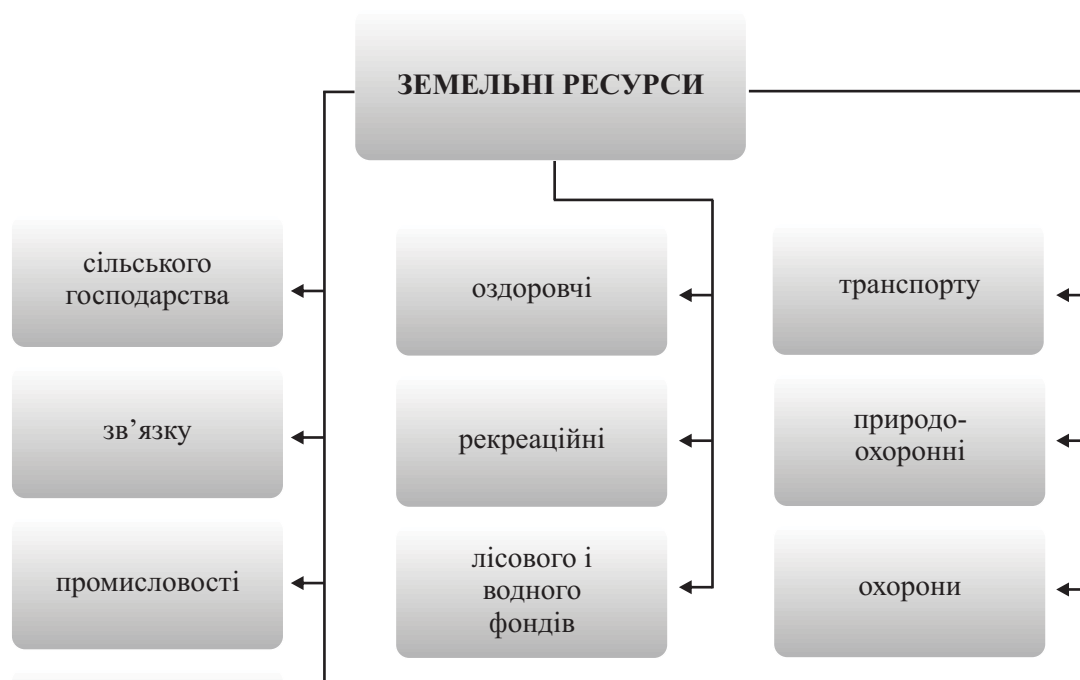 ЗЕМЕЛЬНІ РЕСУРСИ
сільського
господарства
зв’язку
промисловості
оздоровчі
рекреаційні
лісового і
водного
фондів
транспорту
природо-
охоронні
охорони